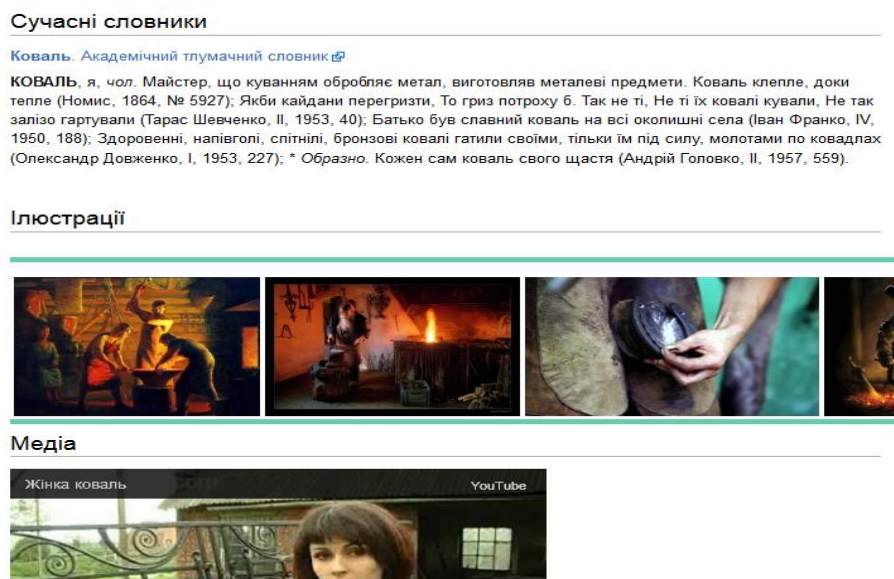 Сучасні словники
Коваль. Академічний тлумачний словник
КОВАЛЬ, я, чол. Майстер, що куванням обробляє метал, виготовляв металеві предмети. Коваль клепле, доки
тепле (Номис, 1864, № 5927); Якби кайдани перегризти, То гриз потроху б. Так не ті, Не ті їх ковалі кували, Не так
залізо гартували (Тарас Шевченко, II, 1953, 40); Батько був славний коваль на всі околишні села (Іван Франко, IV,
1950, 188); Здоровенні, напівголі, спітнілі, бронзові ковалі гатили своїми, тільки їм під силу, молотами по ковадлах
(Олександр Довженко, I, 1953, 227); * Образно. Кожен сам коваль свого щастя (Андрій Головко, II, 1957, 559).
Ілюстрації
Медіа
Жінка коваль YouTube